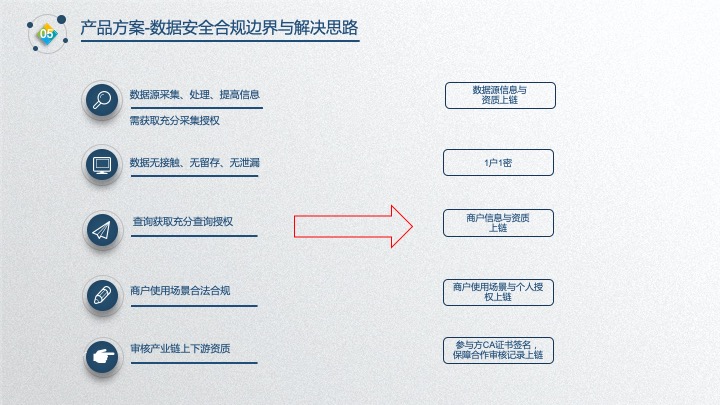 05
产品方案-数据安全合规边界与解决思路
数据源采集、处理、提高信息
需获取充分采集授权
数据源信息与
资质上链
数据无接触、无留存、无泄漏
1户1密
查询获取充分查询授权
商户信息与资质
上链
商户使用场景合法合规
商户使用场景与个人授
权上链
审核产业链上下游资质
参与方CA证书签名，
保障合作审核记录上链